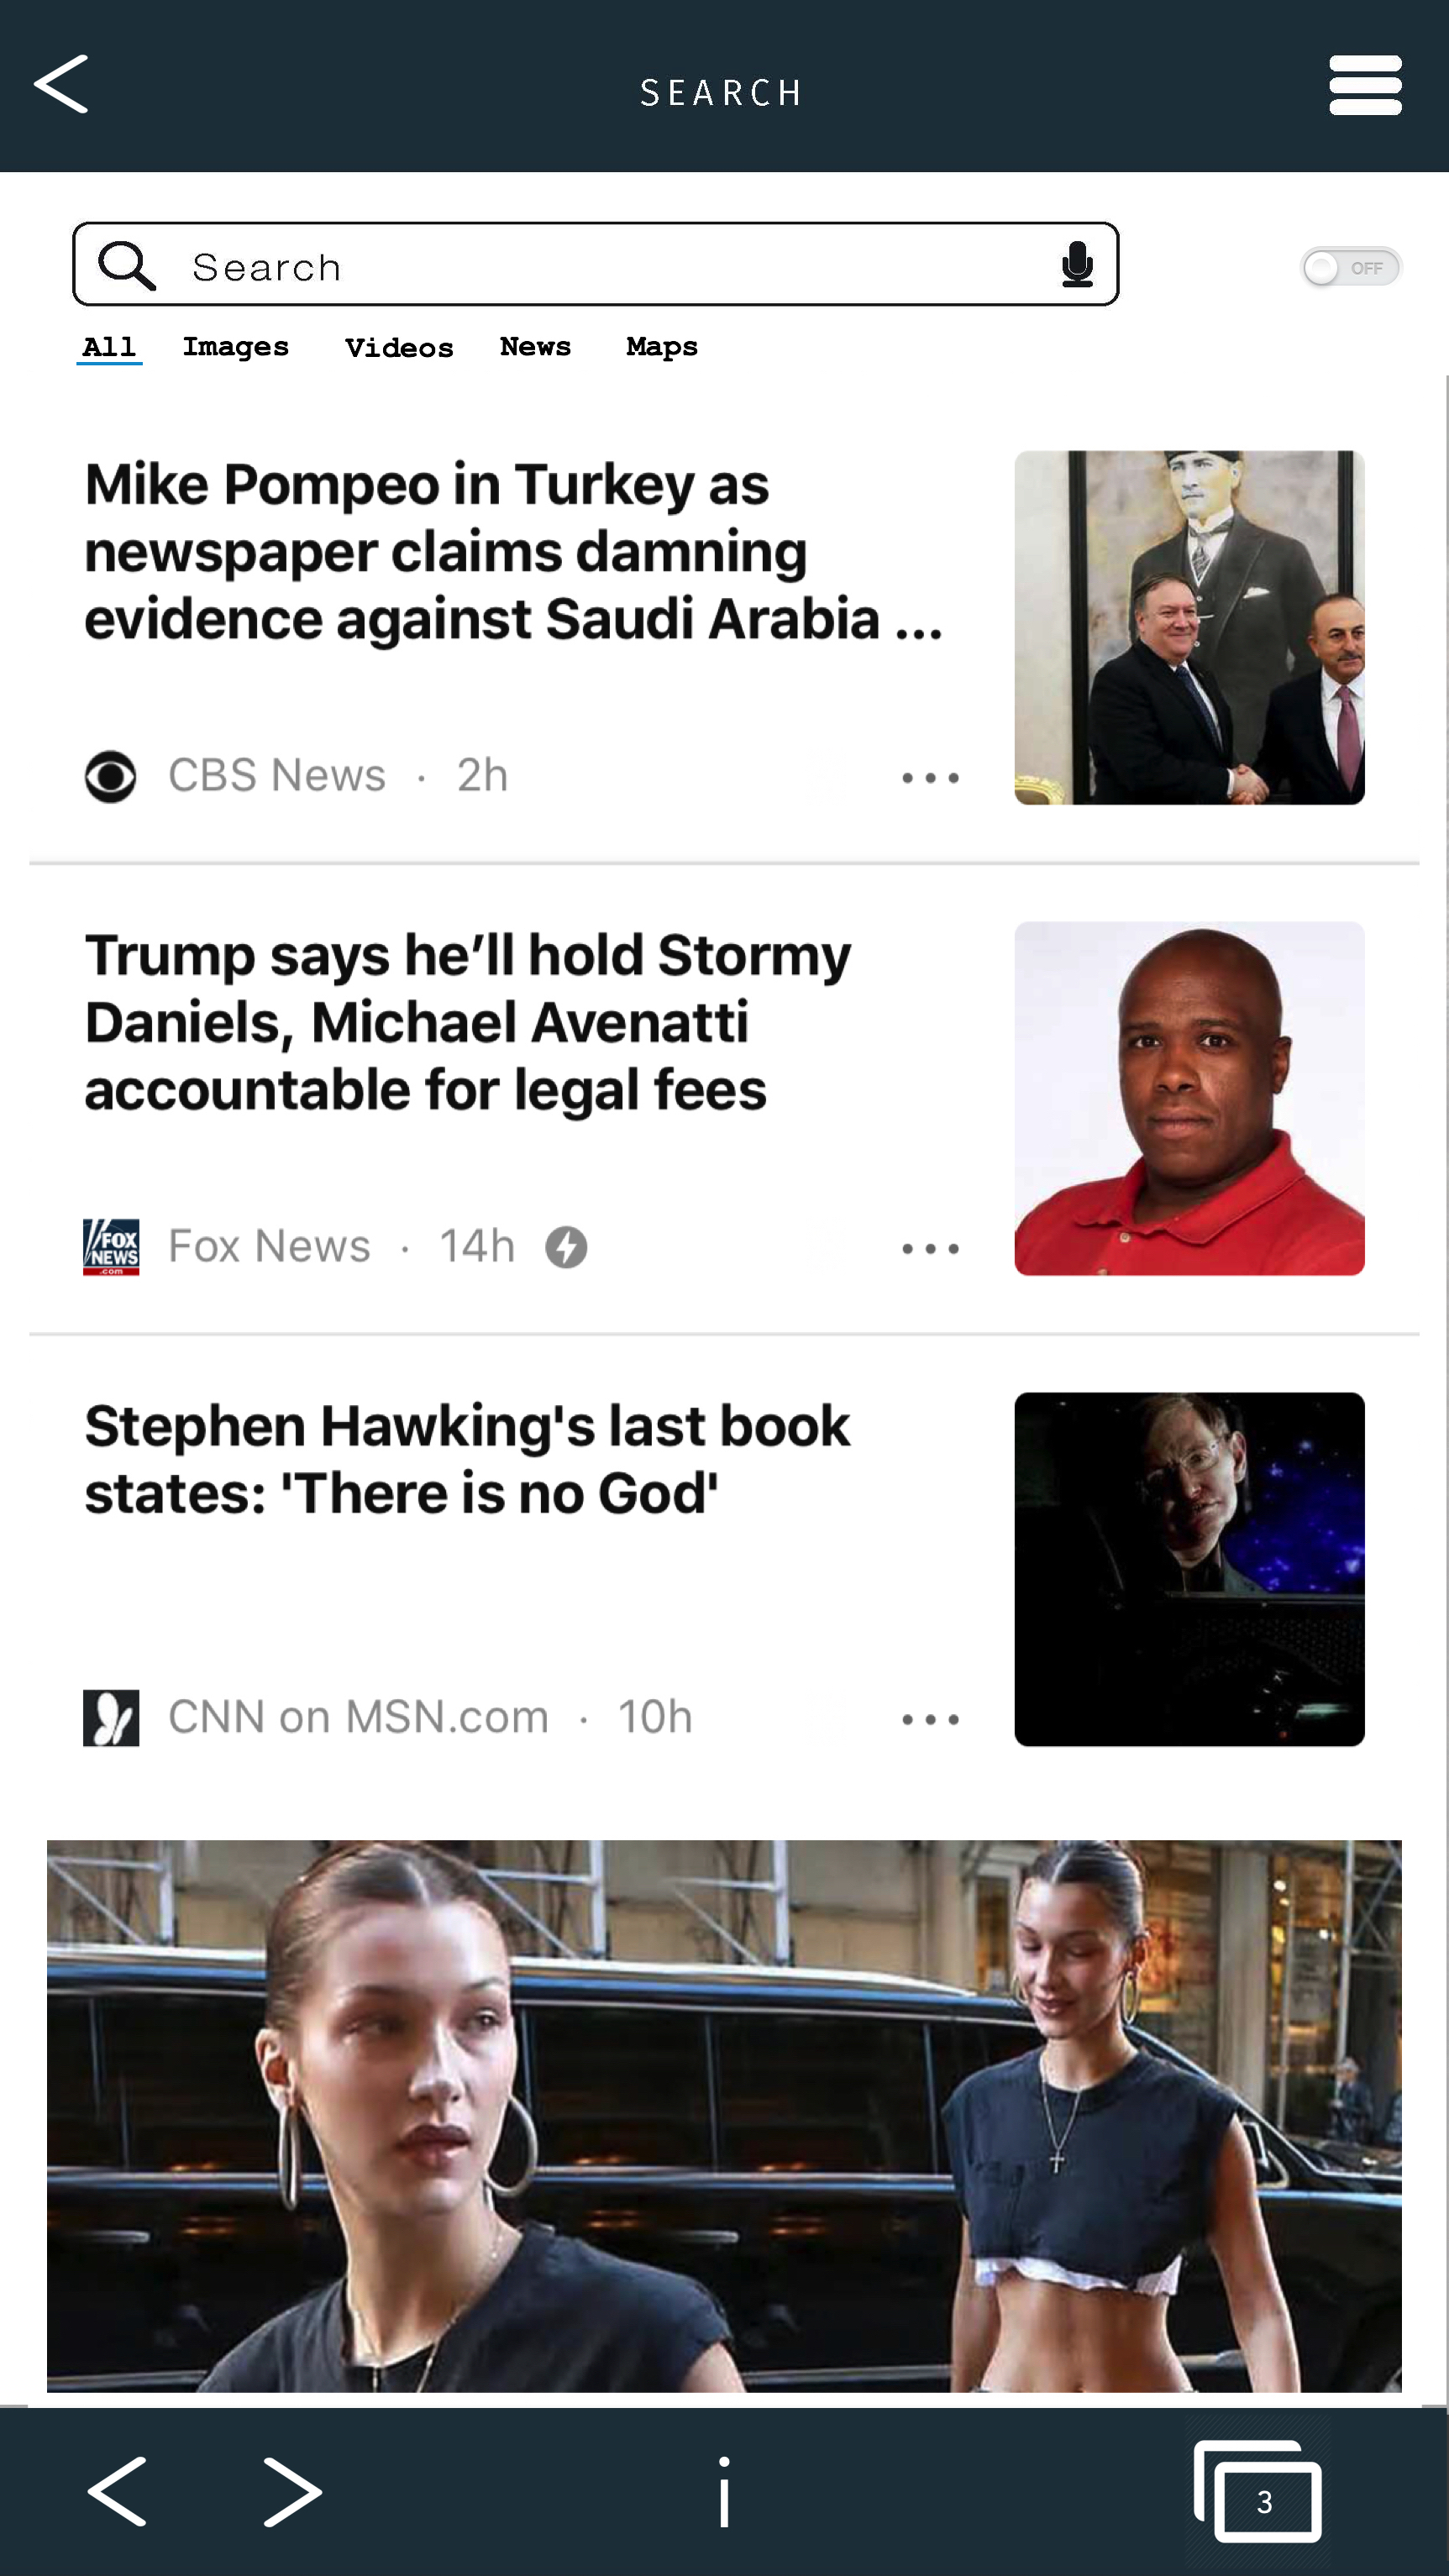 SEARCH
Search
OFF
All Images Videos News Maps
Mike Pompeo in Turkey as
newspaper claims damning
evidence against Saudi Arabia ...
CBS News · 2h
Trump says he’ll hold Stormy
Daniels, Michael Avenatti
accountable for legal fees
FOX
NEWS
.com
Fox News · 14h
Stephen Hawking's last book
states: 'There is no God'
CNN on MSN.com · 10h
3